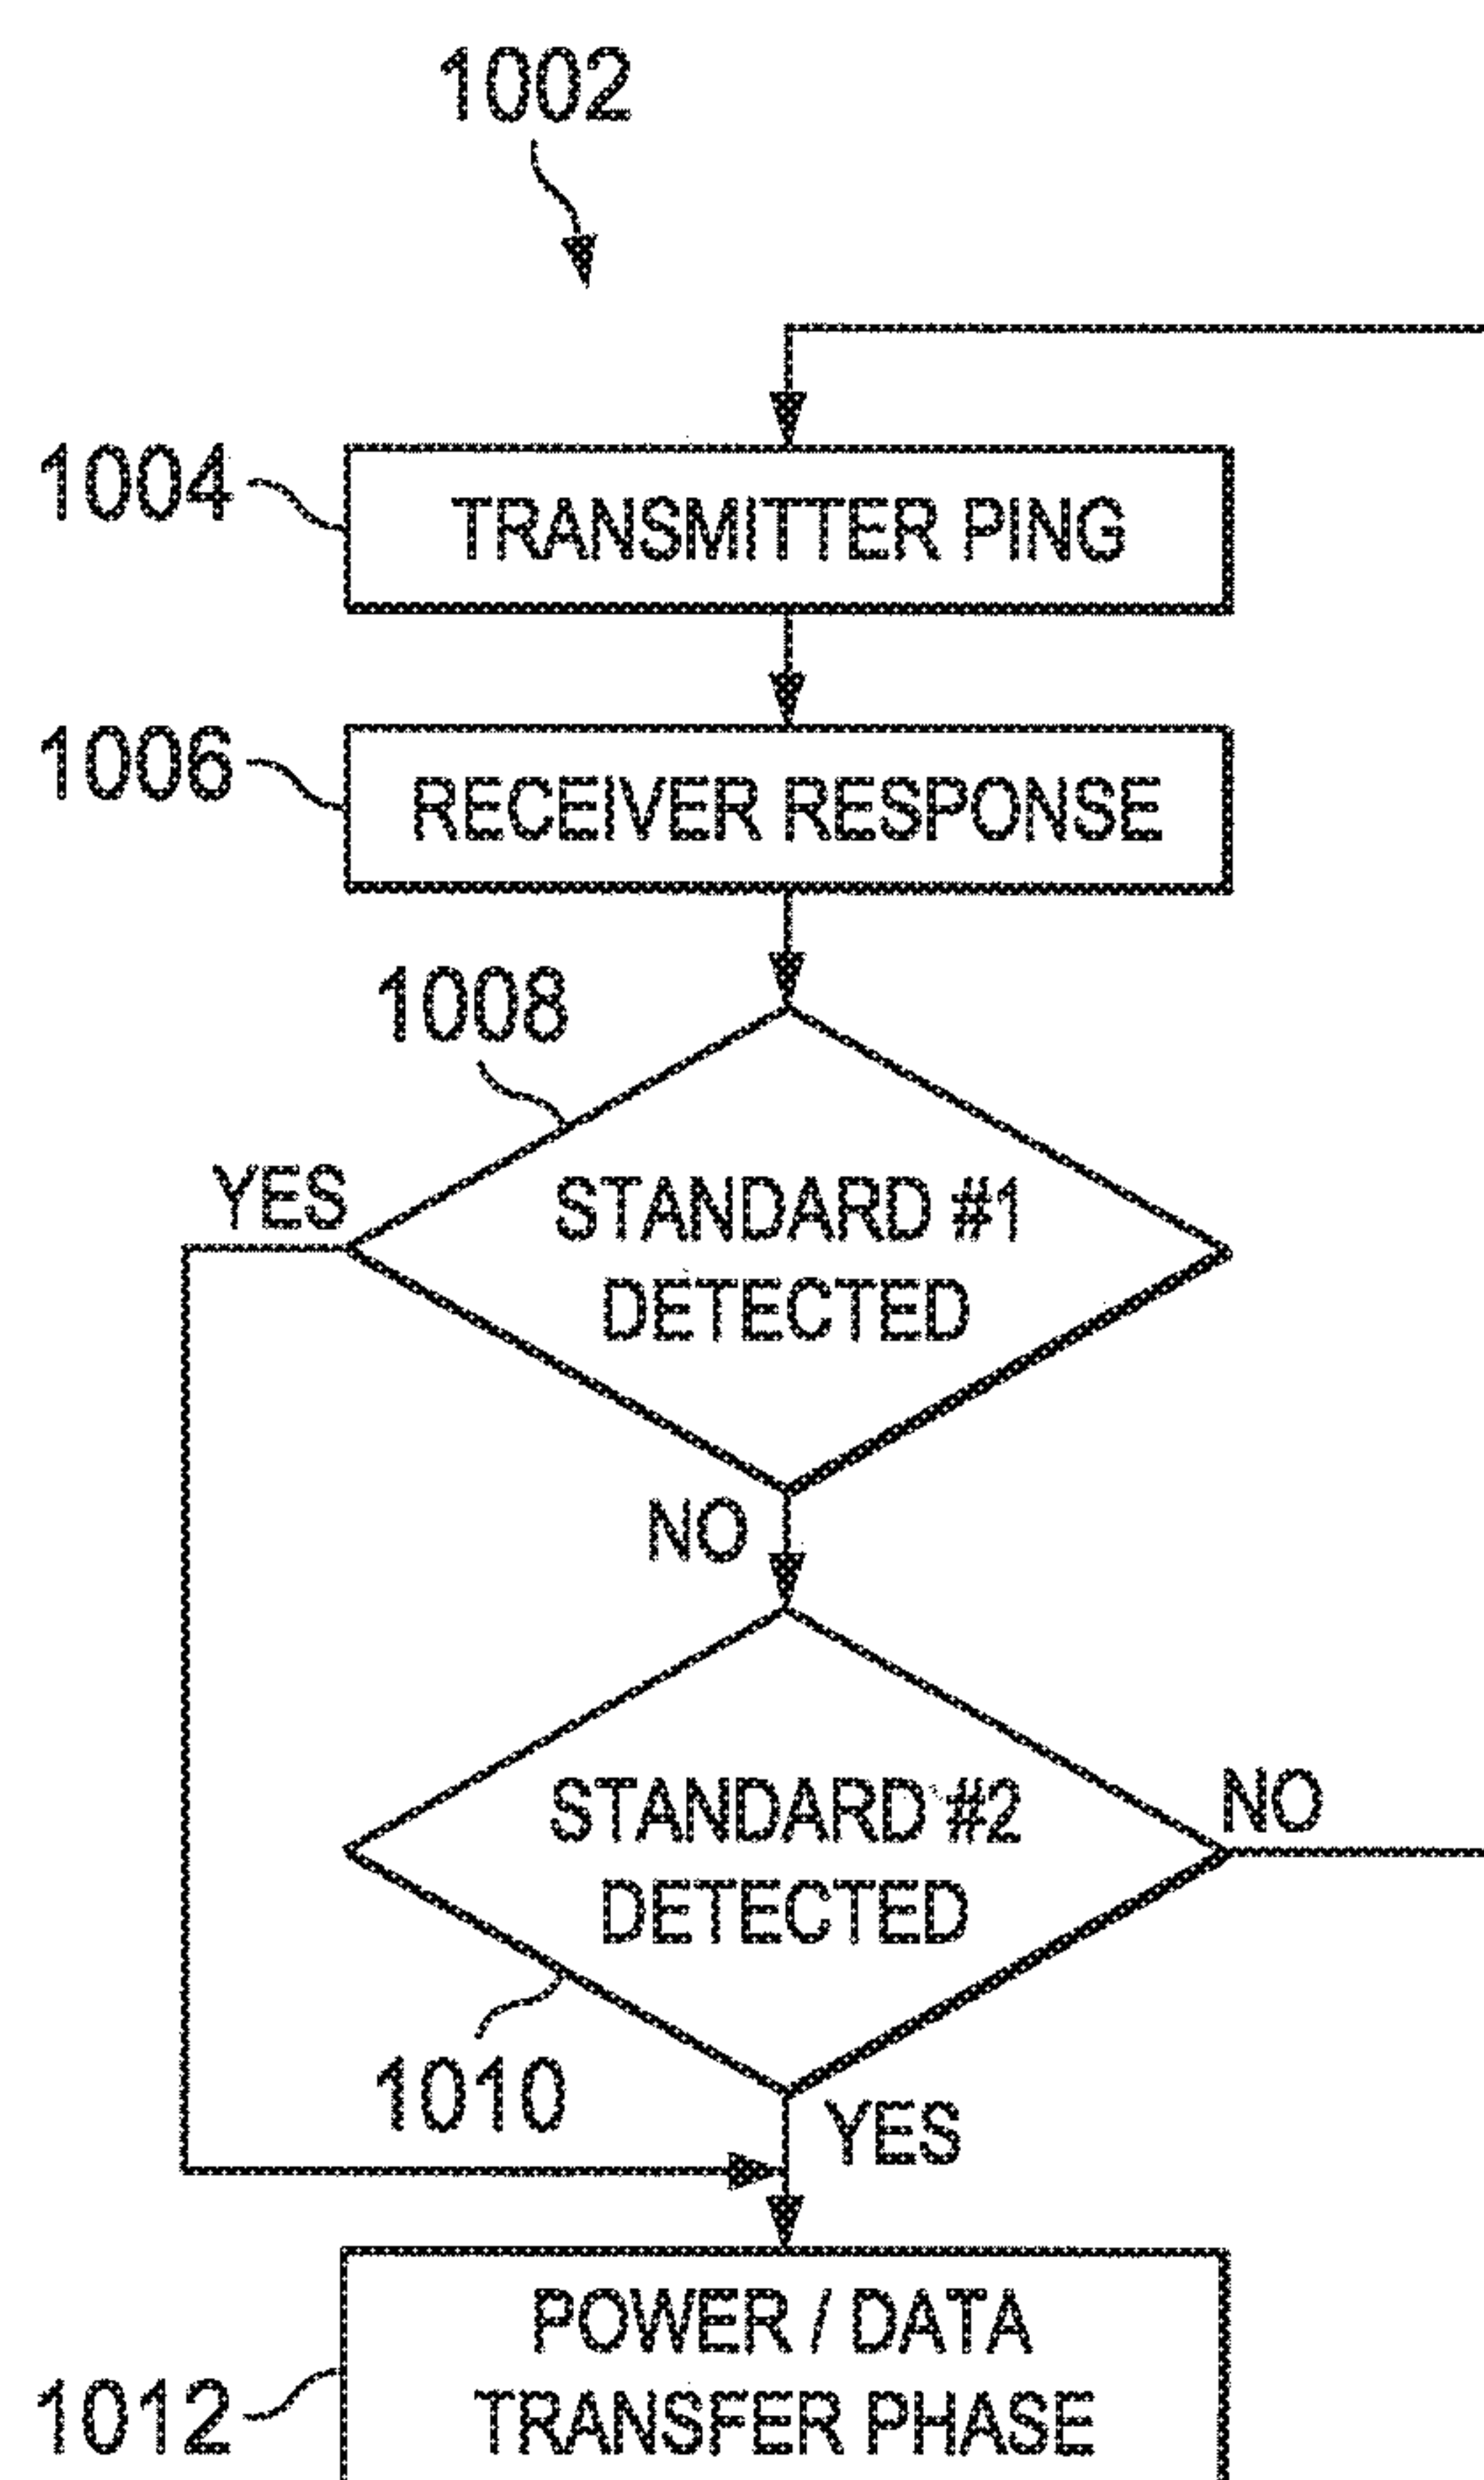 1002
1004
TRANSMITTER PING
1006
RECEIVER RESPONSE
1008
YES
STANDARD #1
DETECTED
NO
STANDARD #2
DETECTED
NO
1010
YES
POWER / DATA
TRANSFER PHASE
1012